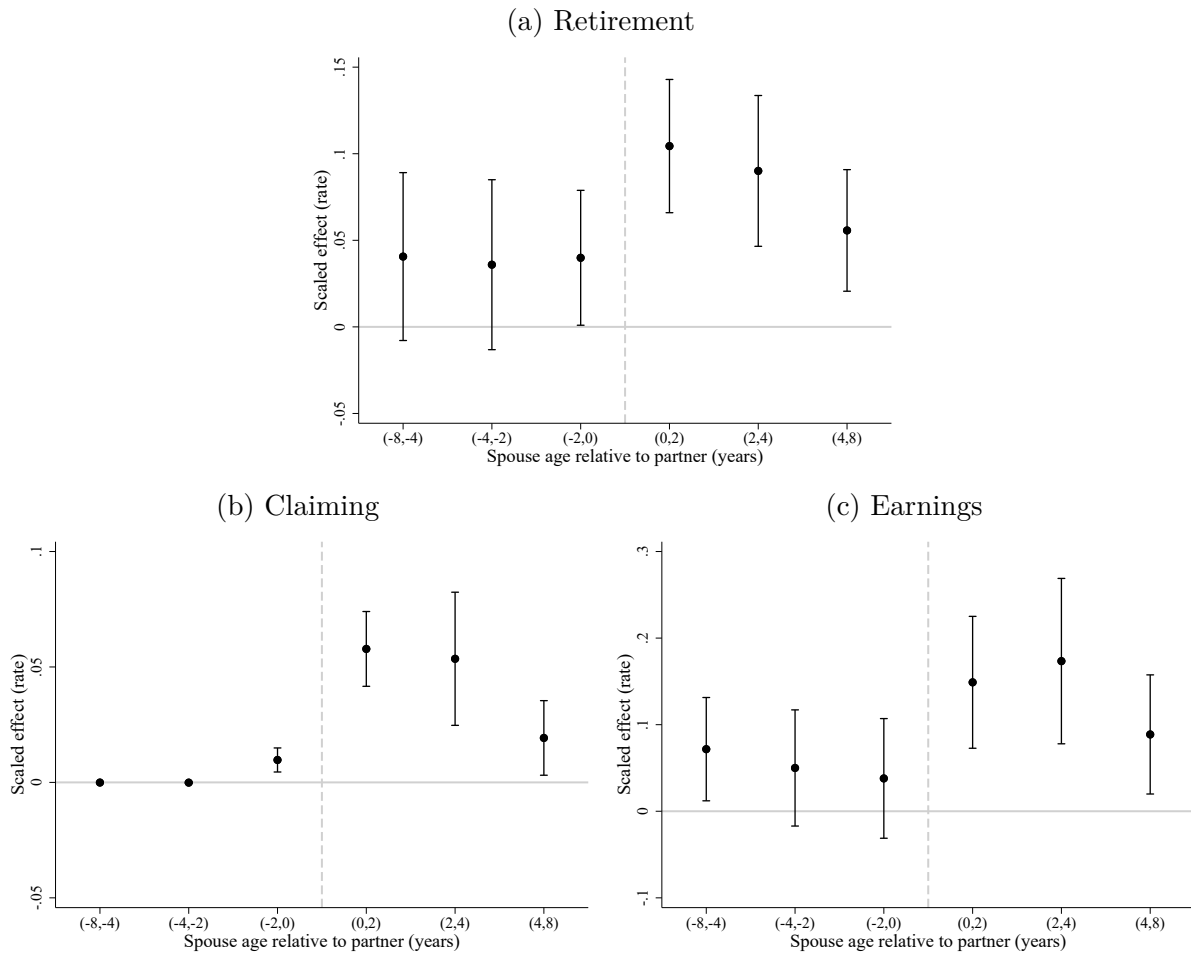 (a) Retirement
Scaled effect (rate)
.15
.1
.05
0
-.05
(-8,-4) (-4,-2) (-2,0) (0,2) (2,4) (4,8)
Spouse age relative to partner (years)
(b) Claiming
Scaled effect (rate)
.1
.05
0
-.05
(-8,-4) (-4,-2) (-2,0) (0,2) (2,4) (4,8)
Spouse age relative to partner (years)
(c) Earnings
Scaled effect (rate)
.3
.2
.1
0
-.1
(-8,-4) (-4,-2) (-2,0) (0,2) (2,4) (4,8)
Spouse age relative to partner (years)